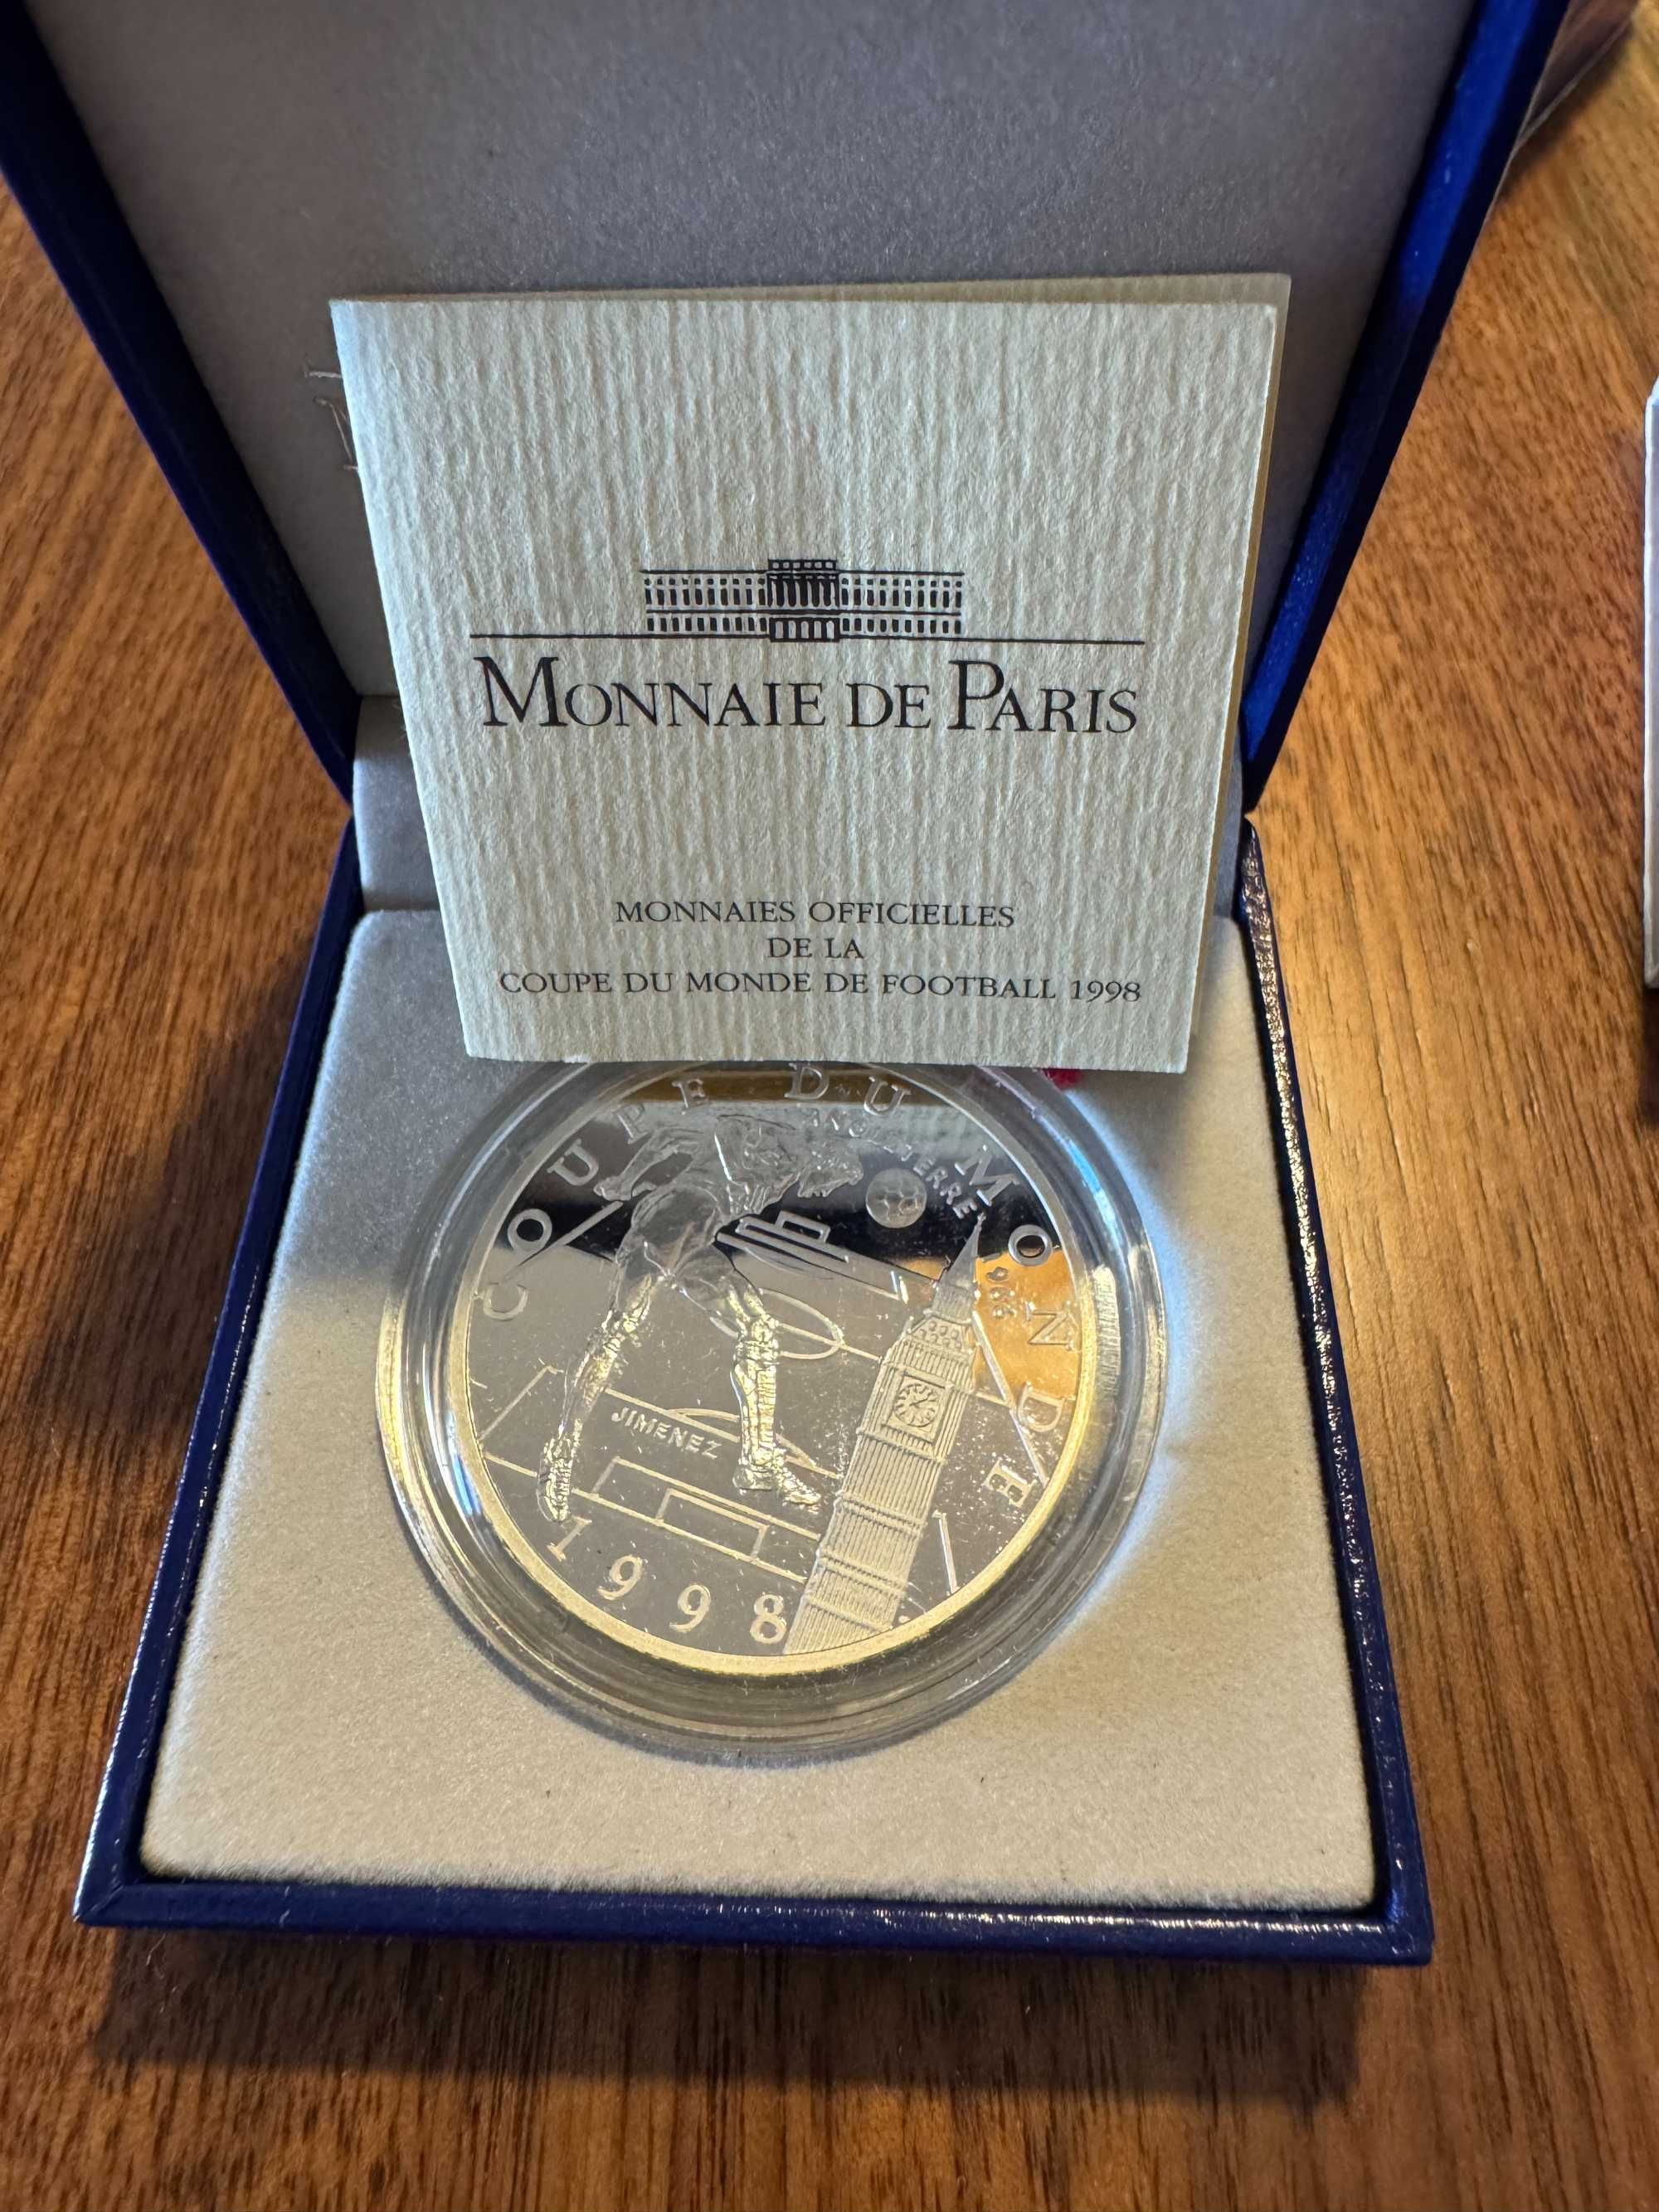 MONNAIE DE PARIS
MONNAIES OFFICIELLES
DE LA
COUPE DU MONDE DE FOOTBALL 1998
COUPE DU MONDE
ANGLETERRE
1966
JIMENEZ
1998